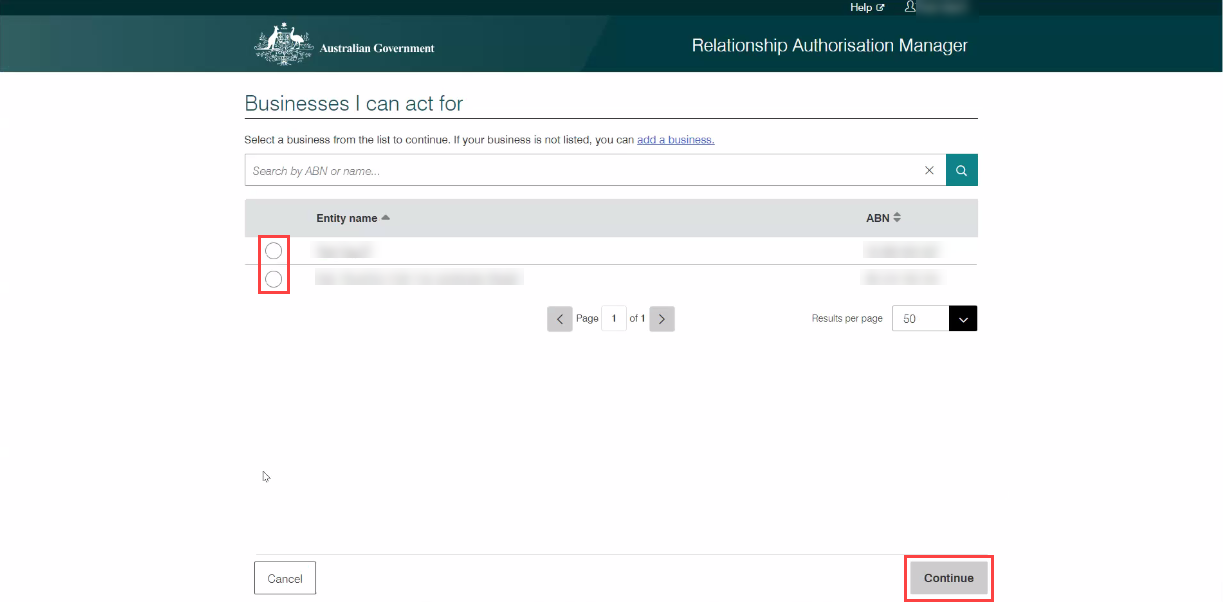 Help
Australian Government
Relationship Authorisation Manager
Businesses I can act for
Select a business from the list to continue. If your business is not listed, you can add a business.
Search by ABN or name...
Entity name ABN
Page 1 of 1 Results per page 50
Cancel Continue